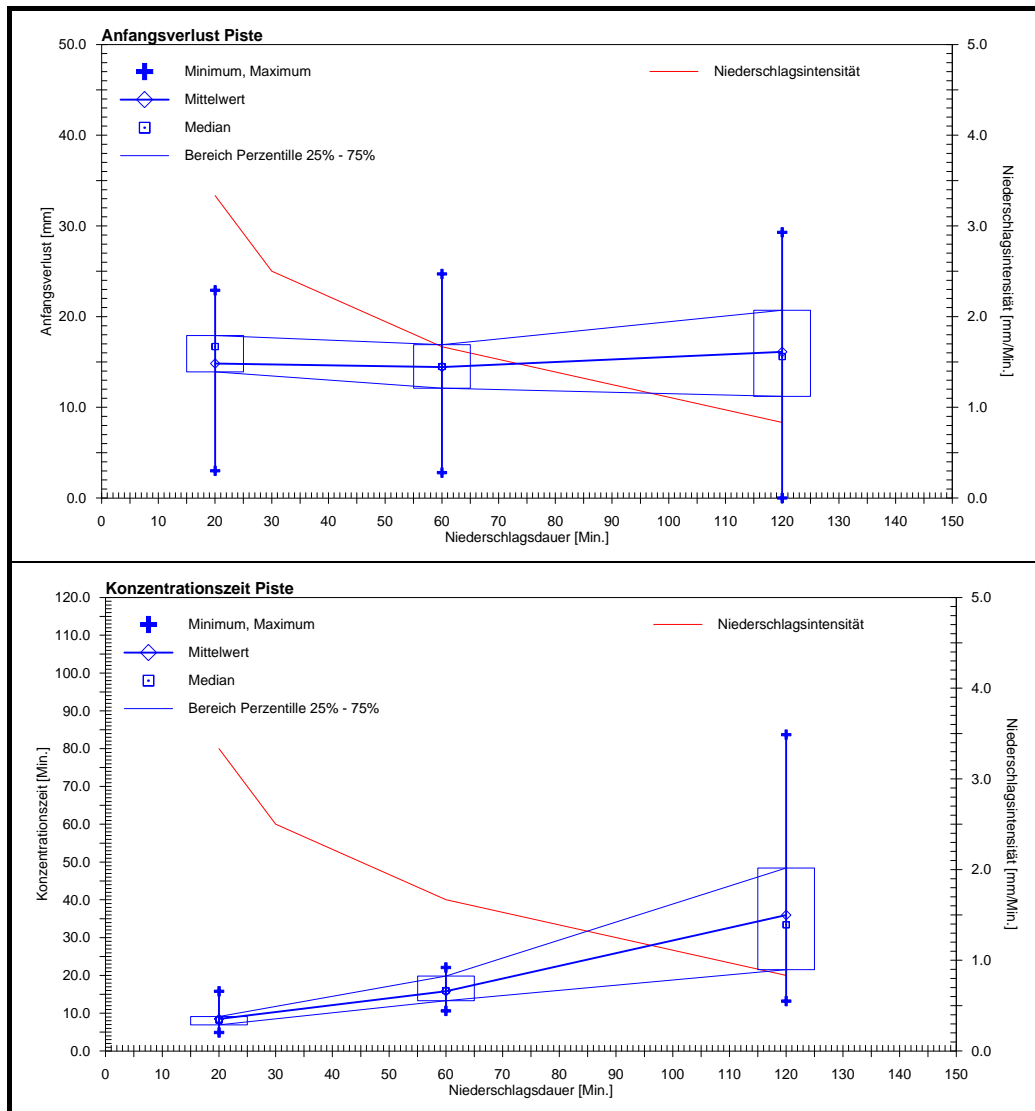 Anfangsverlust Piste
50.0
40.0
30.0
20.0
10.0
0.0
Anfangsverlust [mm]
Minimum, Maximum
Mittelwert
Median
Bereich Perzentille 25% - 75%
Niederschlagsintensität
5.0
4.0
3.0
2.0
1.0
0.0
Niederschlagsintensität [mm/Min.]
0 10 20 30 40 50 60 70 80 90 100 110 120 130 140 150
Niederschlagsdauer [Min.]
Konzentrationszeit Piste
120.0
110.0
100.0
90.0
80.0
70.0
60.0
50.0
40.0
30.0
20.0
10.0
0.0
Konzentrationszeit [Min.]
Minimum, Maximum
Mittelwert
Median
Bereich Perzentille 25% - 75%
Niederschlagsintensität
5.0
4.0
3.0
2.0
1.0
0.0
Niederschlagsintensität [mm/Min.]
0 10 20 30 40 50 60 70 80 90 100 110 120 130 140 150
Niederschlagsdauer [Min.]